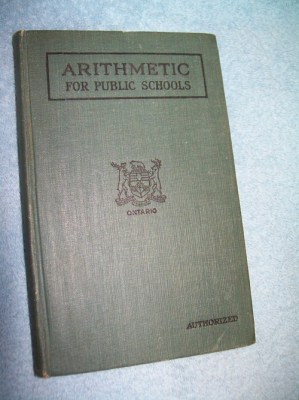 ARITHMETIC
FOR PUBLIC SCHOOLS
ONTARIO
AUTHORIZED